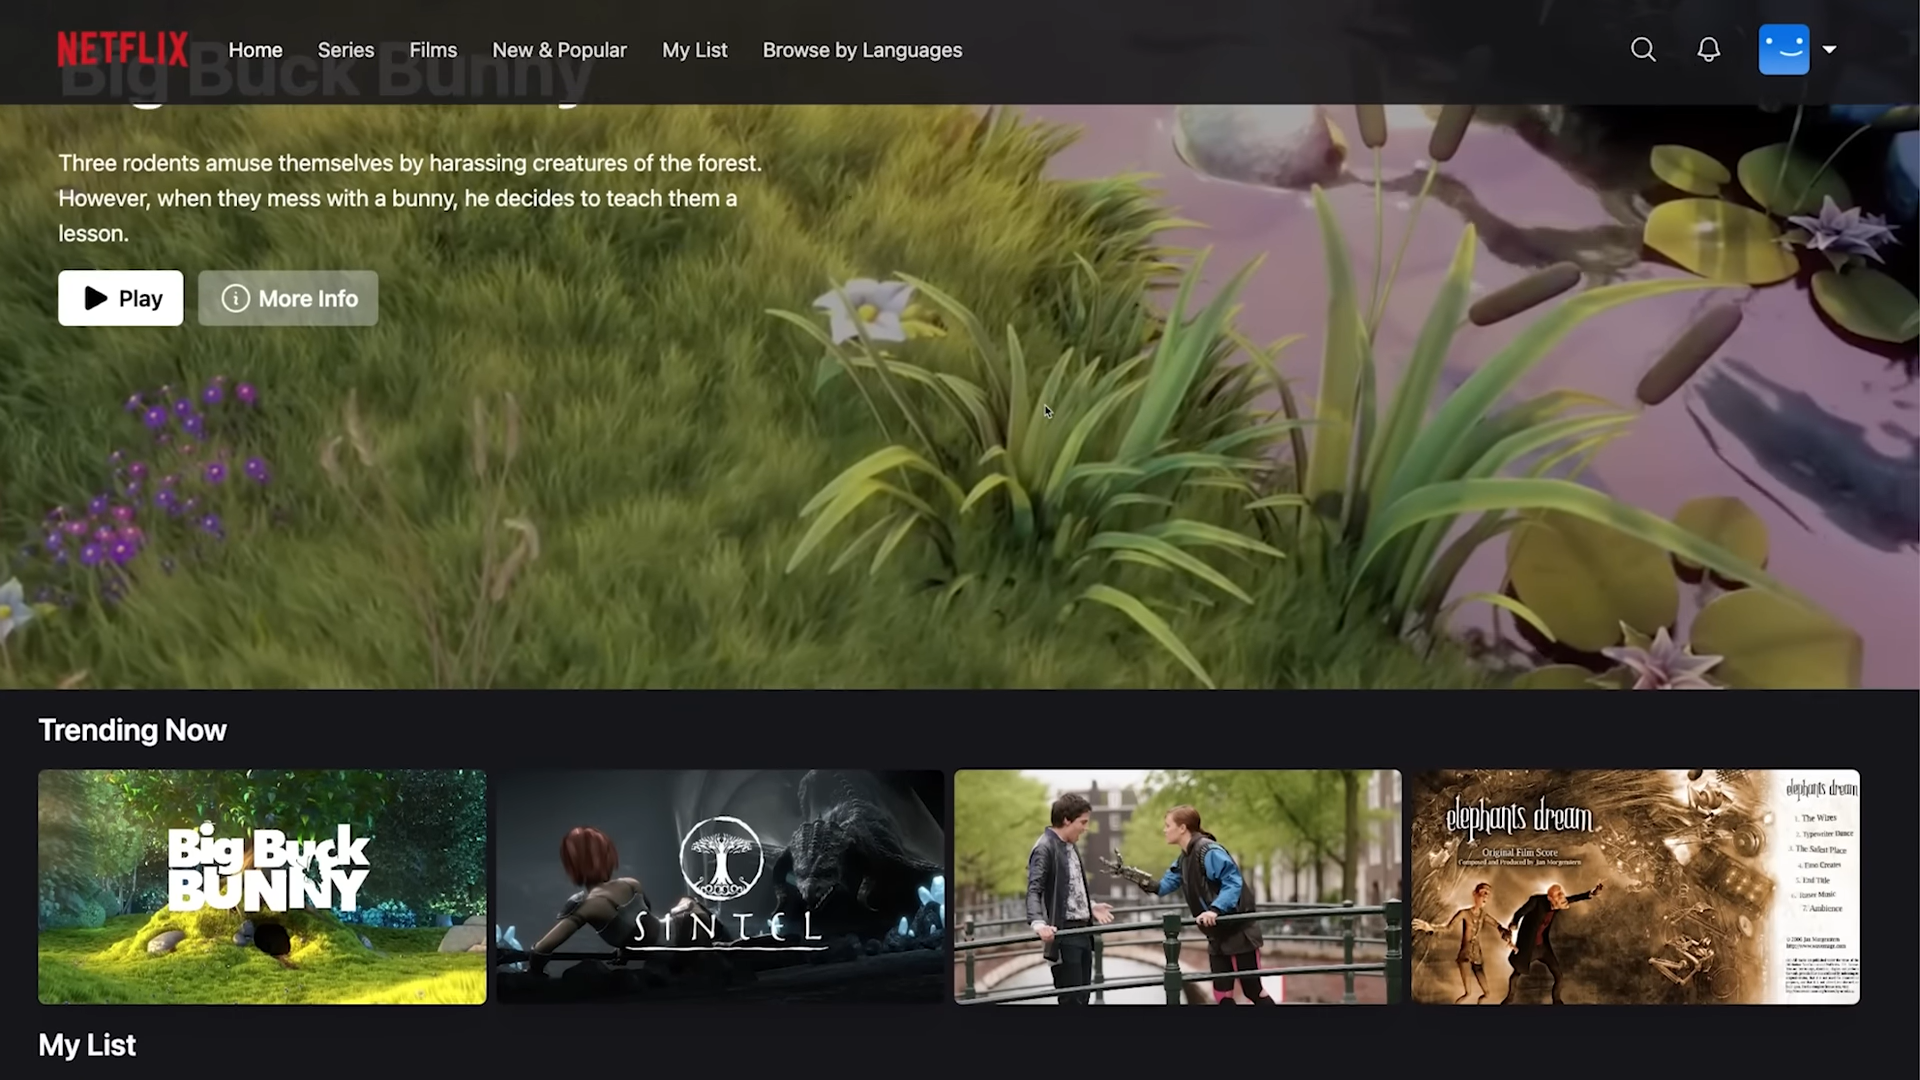 NETFLIX
Home
Series
Films
New & Popular
My List
Browse by Languages
Big Buck Bunny
Three rodents amuse themselves by harassing creatures of the forest.
However, when they mess with a bunny, he decides to teach them a
lesson.
Play
More Info
Trending Now
Big Buck
BUNNY
SINTEL
elephants dream
Original Film Score
Composed and Produced by Jan Morgenstern
elephants dream
1. The Wires
2. Typewriter Dance
3. The Safest Place
4. Emo Creates
5. End Title
6. Teaser Music
7. Ambience
My List